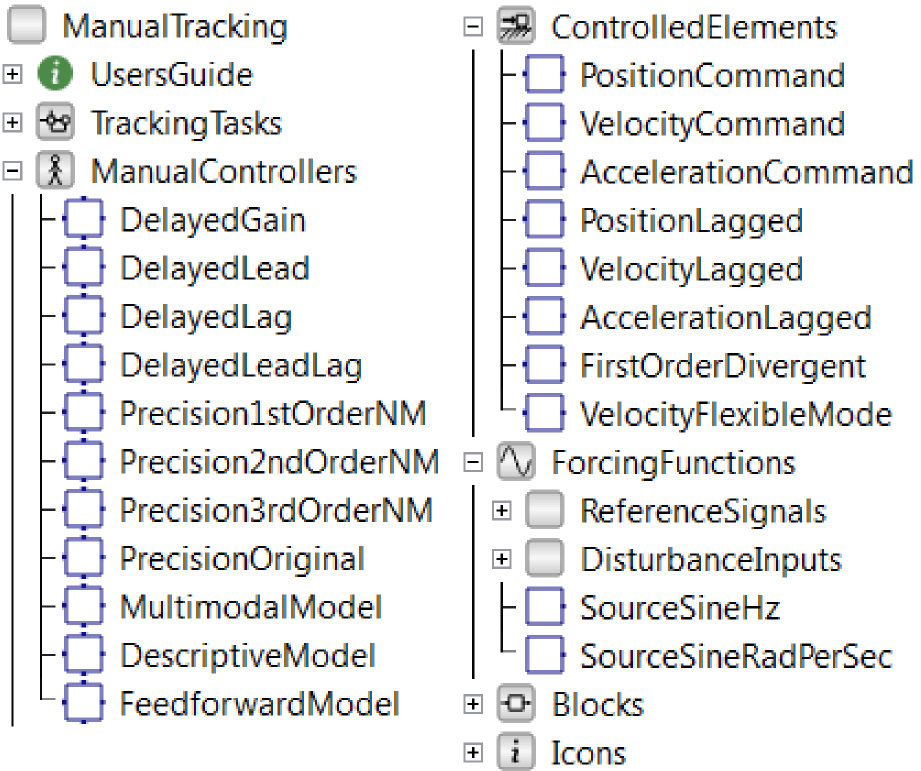 ManualTracking
UsersGuide
TrackingTasks
ManualControllers
DelayedGain
DelayedLead
DelayedLag
DelayedLeadLag
Precision1stOrderNM
Precision2ndOrderNM
Precision3rdOrderNM
PrecisionOriginal
MultimodalModel
DescriptiveModel
FeedforwardModel
ControlledElements
PositionCommand
VelocityCommand
AccelerationCommand
PositionLagged
VelocityLagged
AccelerationLagged
FirstOrderDivergent
VelocityFlexibleMode
ForcingFunctions
ReferenceSignals
DisturbanceInputs
SourceSineHz
SourceSineRadPerSec
Blocks
Icons